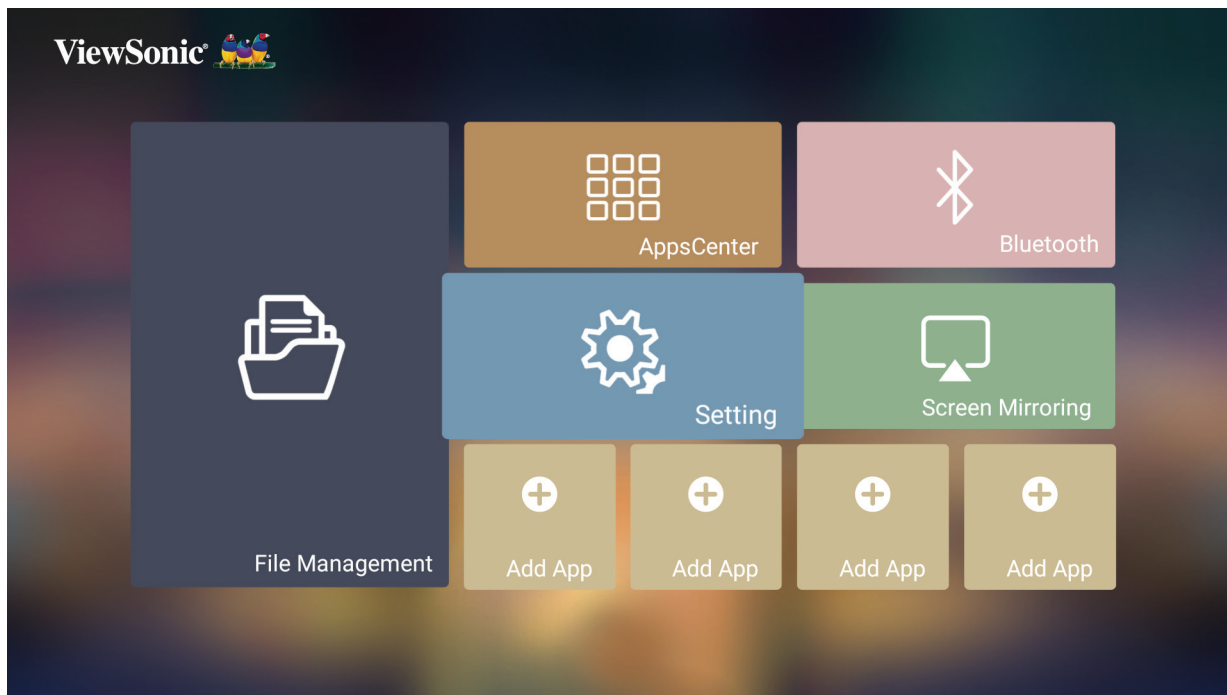 ViewSonic®
AppsCenter
Bluetooth
Setting
Screen Mirroring
File Management
Add App
Add App
Add App
Add App